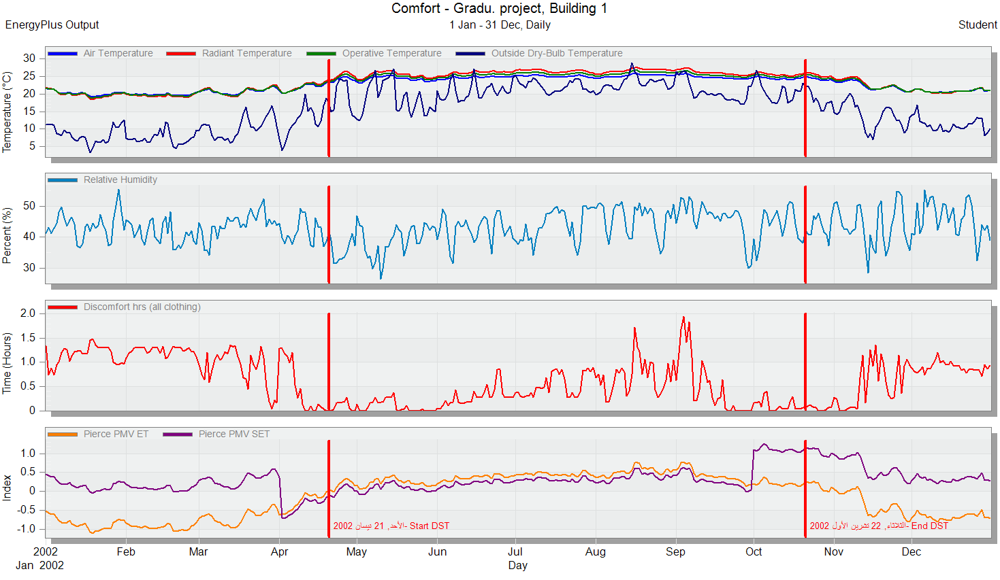 Comfort - Gradu. project, Building 1
EnergyPlus Output
1 Jan - 31 Dec, Daily
Student
Air Temperature
Radiant Temperature
Operative Temperature
Outside Dry-Bulb Temperature
Temperature (°C)
30
25
20
15
10
5
Relative Humidity
Percent (%)
50
40
30
Discomfort hrs (all clothing)
Time (Hours)
2.0
1.5
1.0
0.5
0
Pierce PMV ET
Pierce PMV SET
Index
1.0
0.5
0
-0.5
-1.0
الأحد, 21 نيسان 2002- Start DST
الثلاثاء, 22 تشرين الأول 2002- End DST
2002 Feb Mar Apr May Jun Jul Aug Sep Oct Nov Dec
Jan 2002
Day